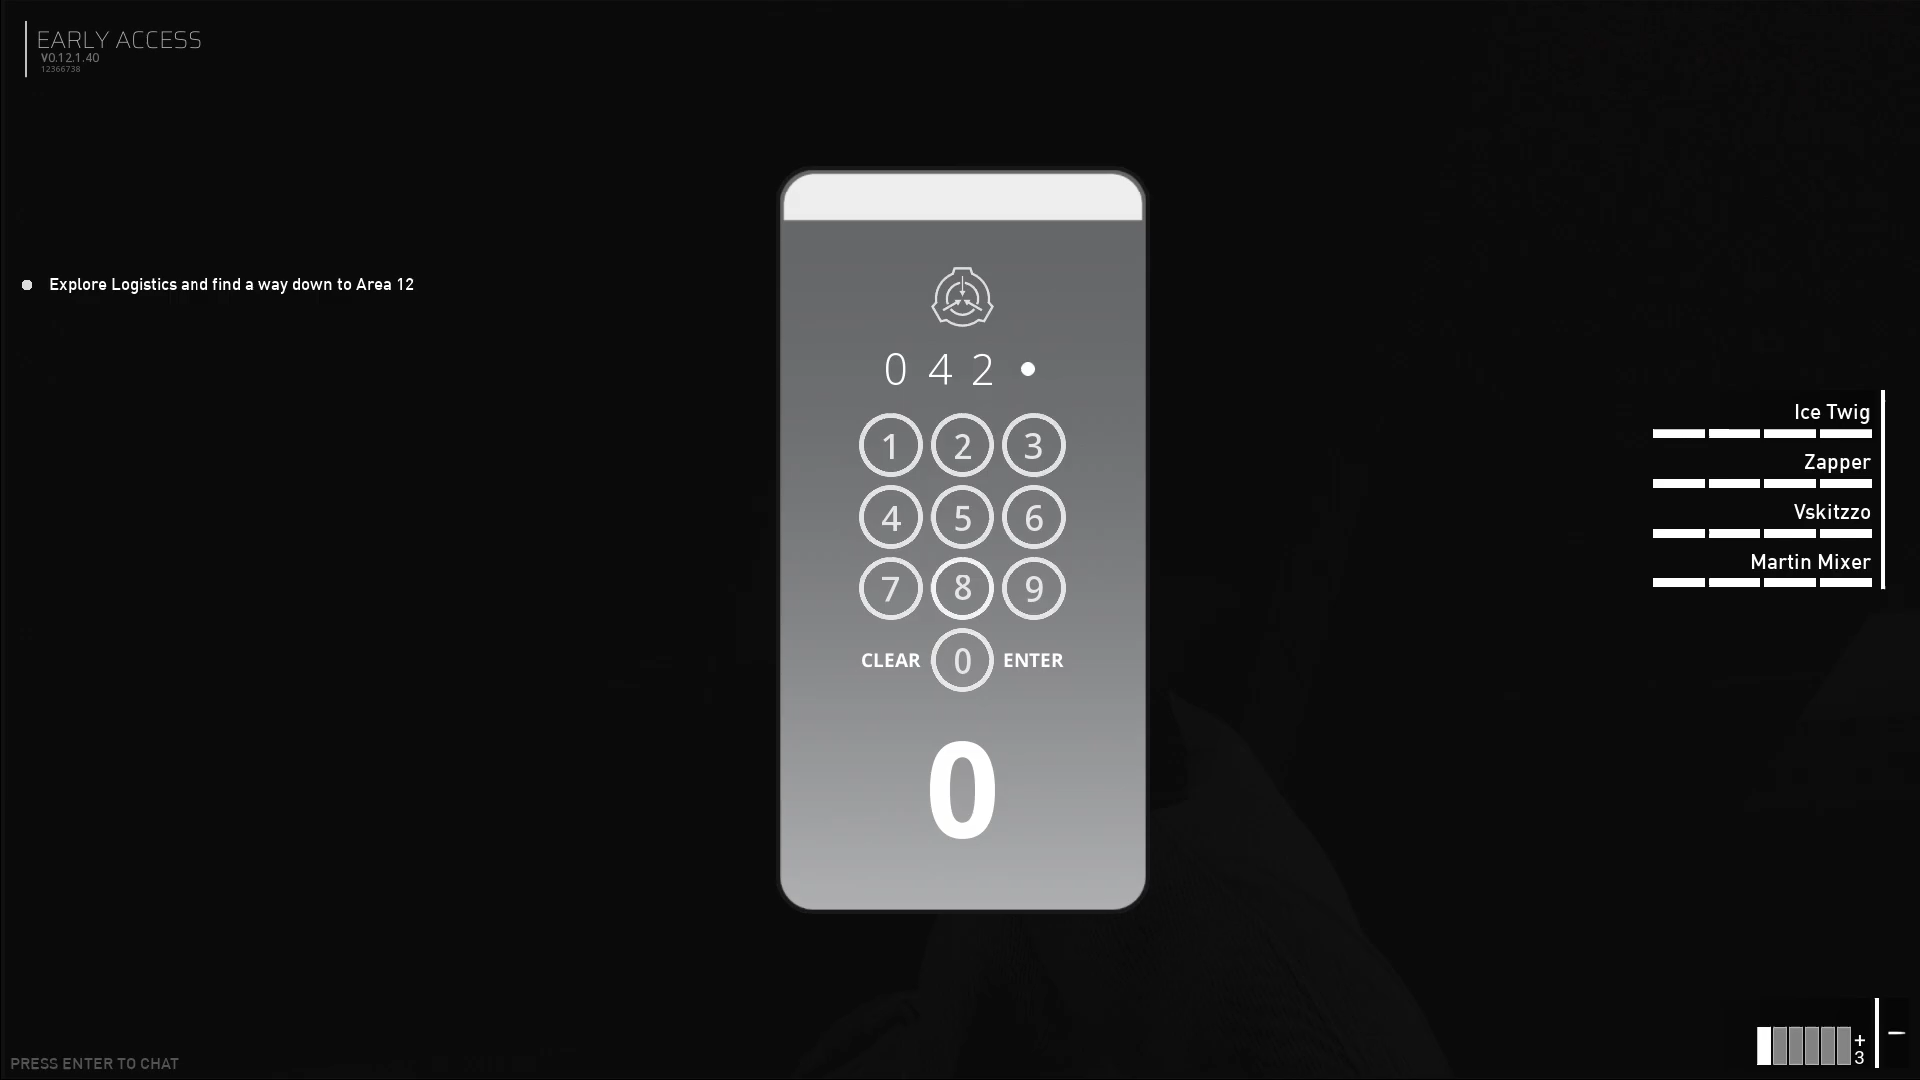 EARLY ACCESS
V0.12.1.40
12366738
Explore Logistics and find a way down to Area 12
0 4 2 •
1 2 3
4 5 6
7 8 9
CLEAR 0 ENTER
0
Ice Twig
Zapper
Vskitzzo
Martin Mixer
+
3
PRESS ENTER TO CHAT